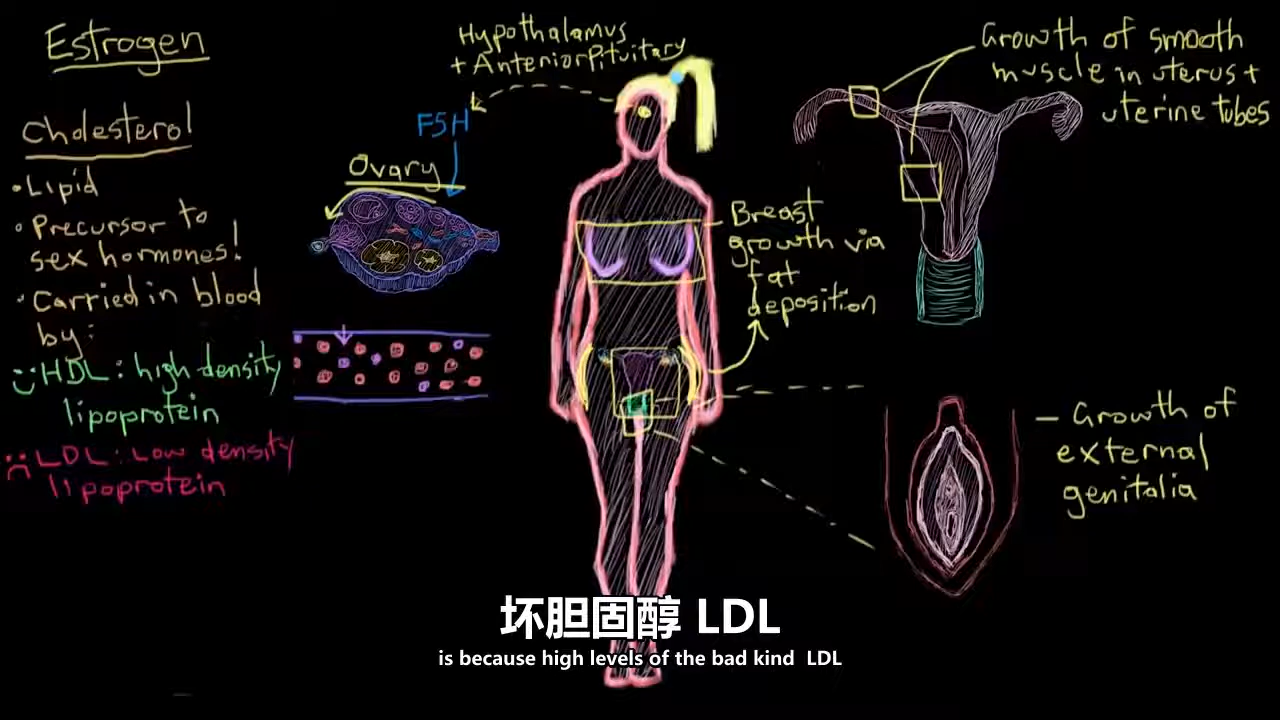 Estrogen
Cholesterol
• Lipid
• Precursor to
sex hormones!
• Carried in blood
by:
HDL: high density
lipoprotein
LDL: Low density
lipoprotein
Hypothalamus
+ Anterior Pituitary
FSH
Ovary
Breast
growth via
fat
deposition
Growth of smooth
muscle in uterus +
uterine tubes
- Growth of
external
genitalia
坏胆固醇 LDL
is because high levels of the bad kind LDL